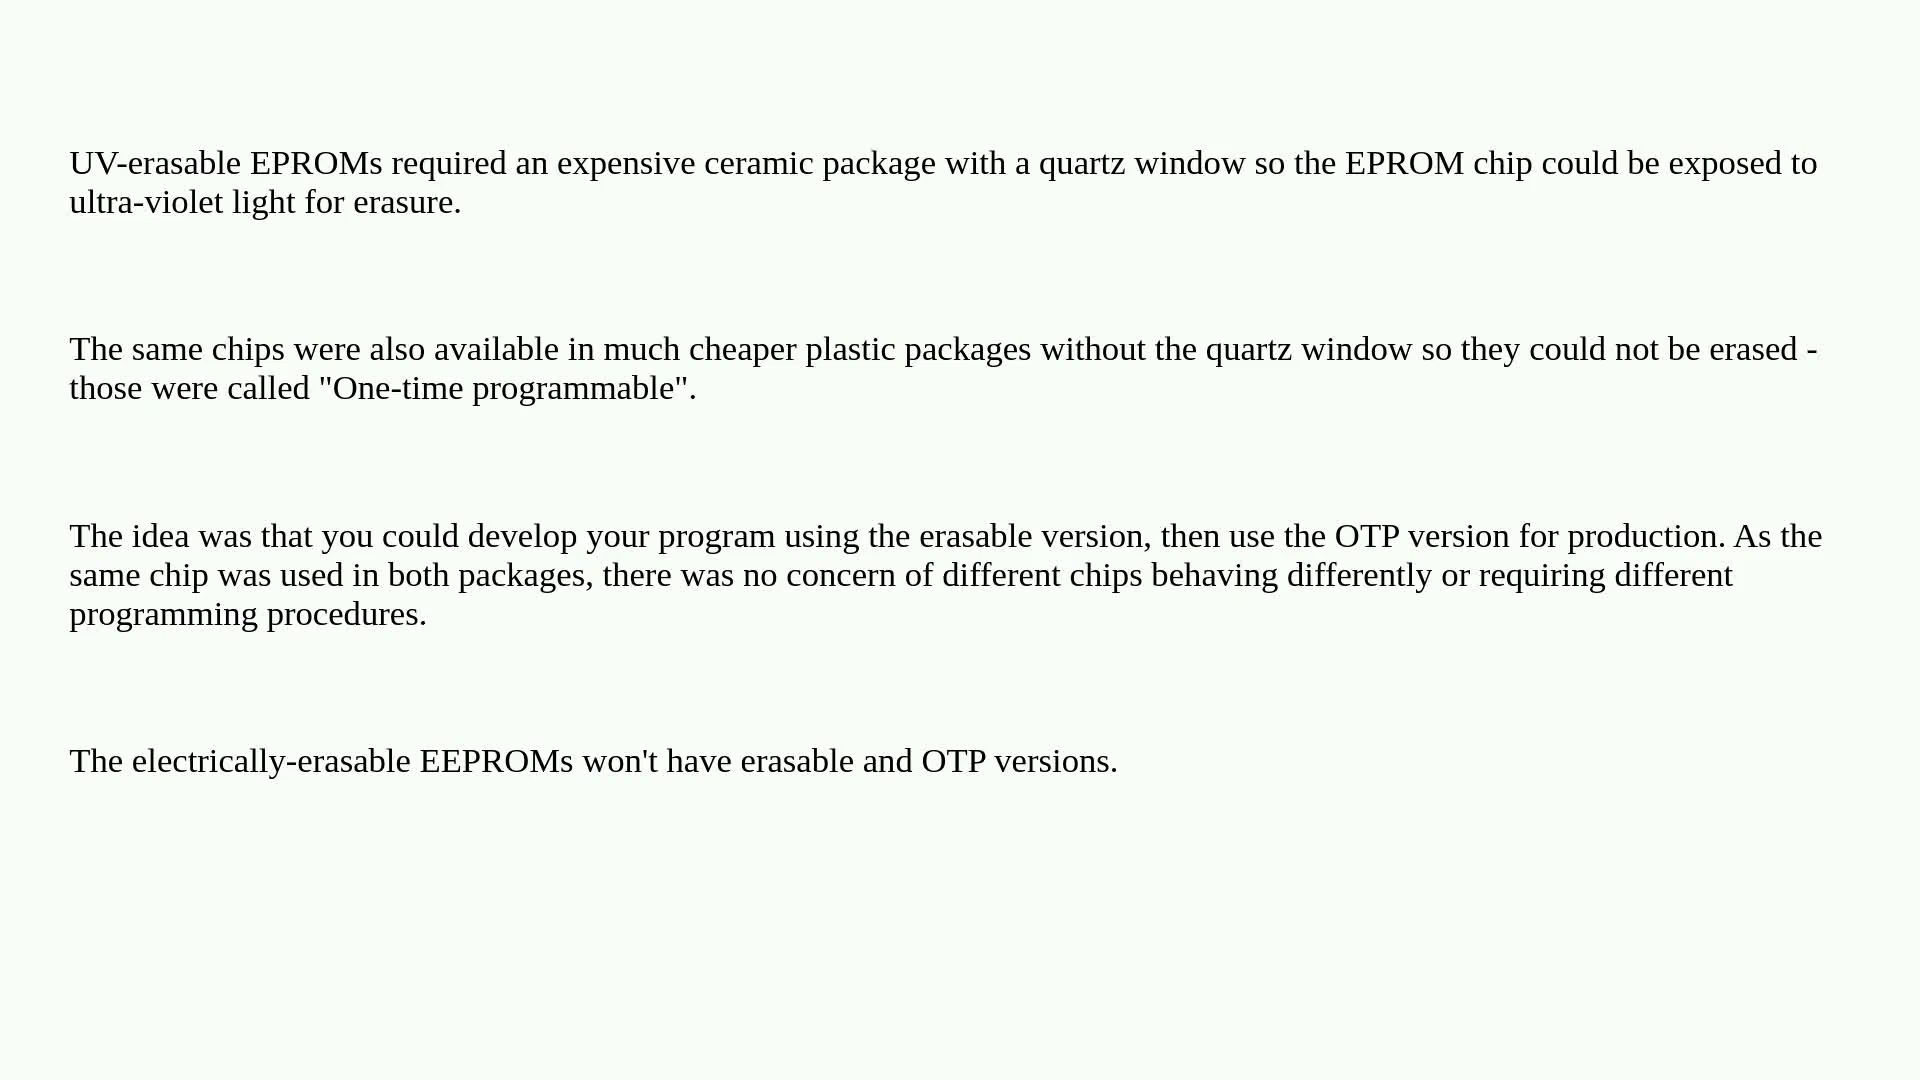 UV-erasable EPROMs required an expensive ceramic package with a quartz window so the EPROM chip could be exposed to
ultra-violet light for erasure.
The same chips were also available in much cheaper plastic packages without the quartz window so they could not be erased -
those were called "One-time programmable".
The idea was that you could develop your program using the erasable version, then use the OTP version for production. As the
same chip was used in both packages, there was no concern of different chips behaving differently or requiring different
programming procedures.
The electrically-erasable EEPROMs won't have erasable and OTP versions.